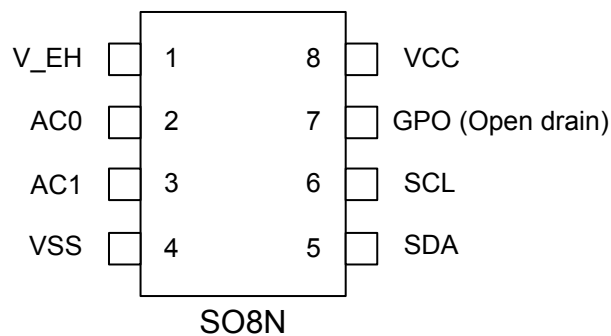 V_EH 1 8 VCC
AC0 2 7 GPO (Open drain)
AC1 3 6 SCL
VSS 4 5 SDA
SO8N